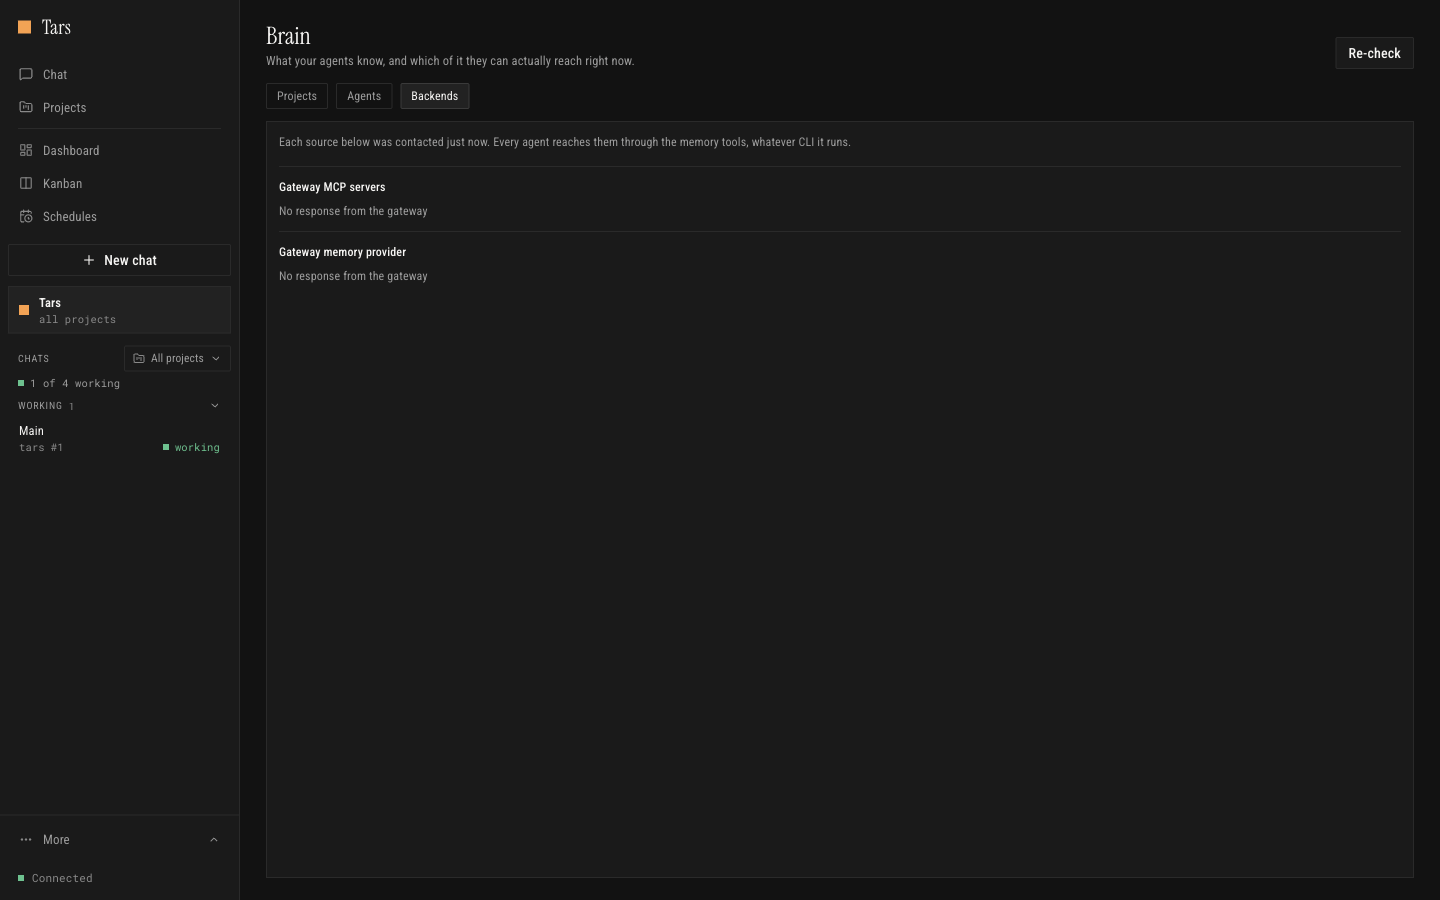 Tars
Chat
Projects
Dashboard
Kanban
Schedules
New chat
Tars
all projects
CHATS
All projects
1 of 4 working
WORKING 1
Main
tars #1
working
More
Connected
Brain
What your agents know, and which of it they can actually reach right now.
Re-check
Projects
Agents
Backends
Each source below was contacted just now. Every agent reaches them through the memory tools, whatever CLI it runs.
Gateway MCP servers
No response from the gateway
Gateway memory provider
No response from the gateway